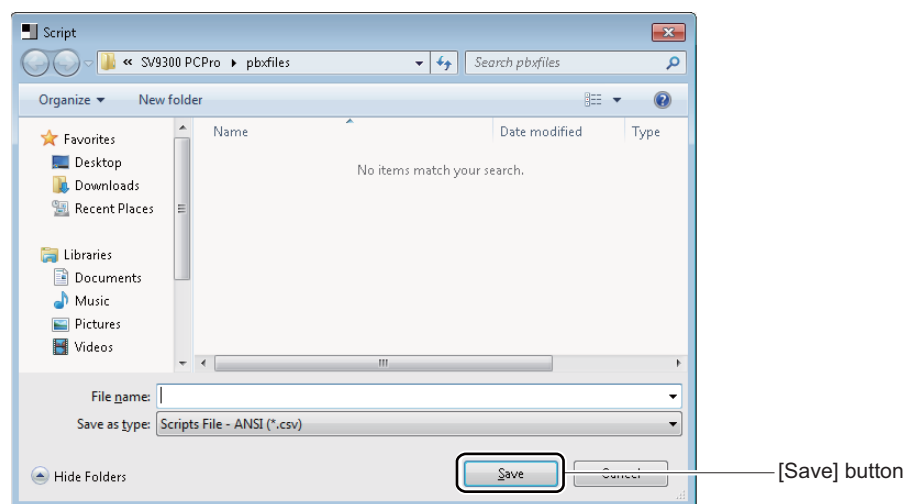 Script
« SV9300 PCPro ▸ pbxfiles
Search pbxfiles
Organize ▾ New folder
Name Date modified Type
No items match your search.
Favorites
Desktop
Downloads
Recent Places
Libraries
Documents
Music
Pictures
Videos
File name:
Save as type: Scripts File - ANSI (*.csv)
Hide Folders
Save
Cancel
[Save] button